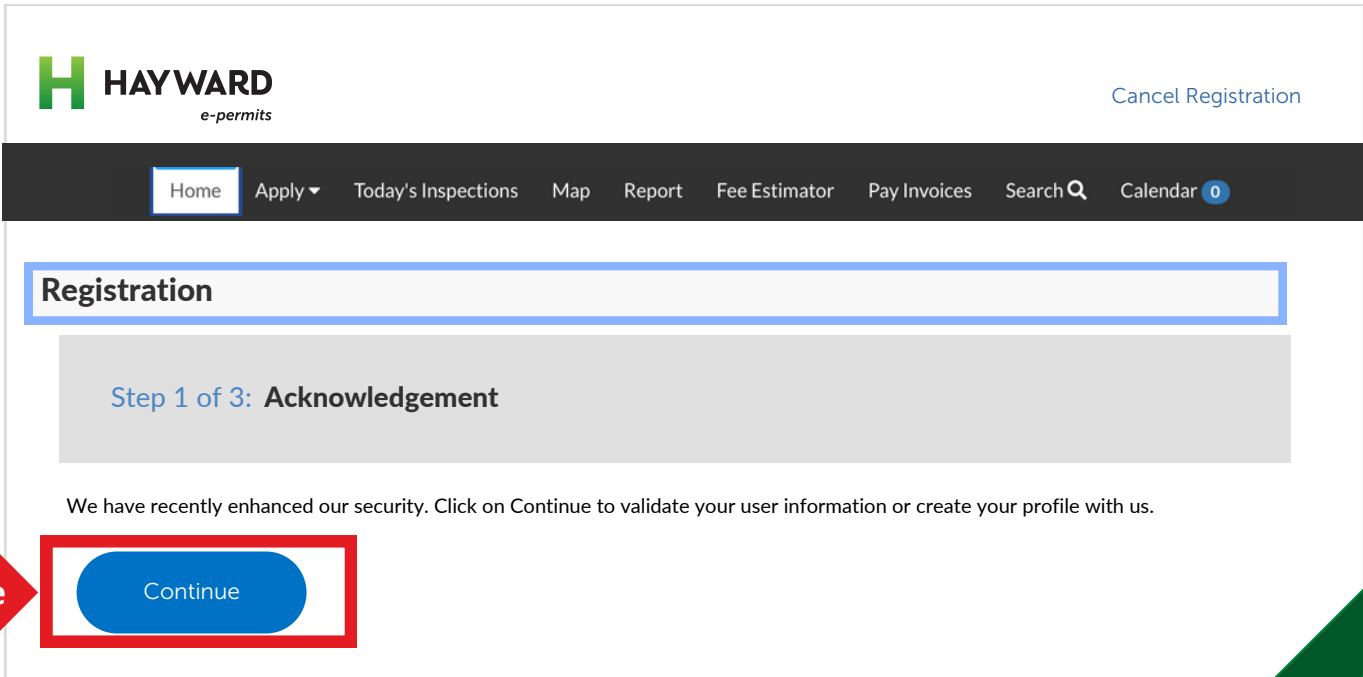 HAYWARD
e-permits
Cancel Registration
Home Apply Today's Inspections Map Report Fee Estimator Pay Invoices Search Calendar 0
Registration
Step 1 of 3: Acknowledgement
We have recently enhanced our security. Click on Continue to validate your user information or create your profile with us.
Continue